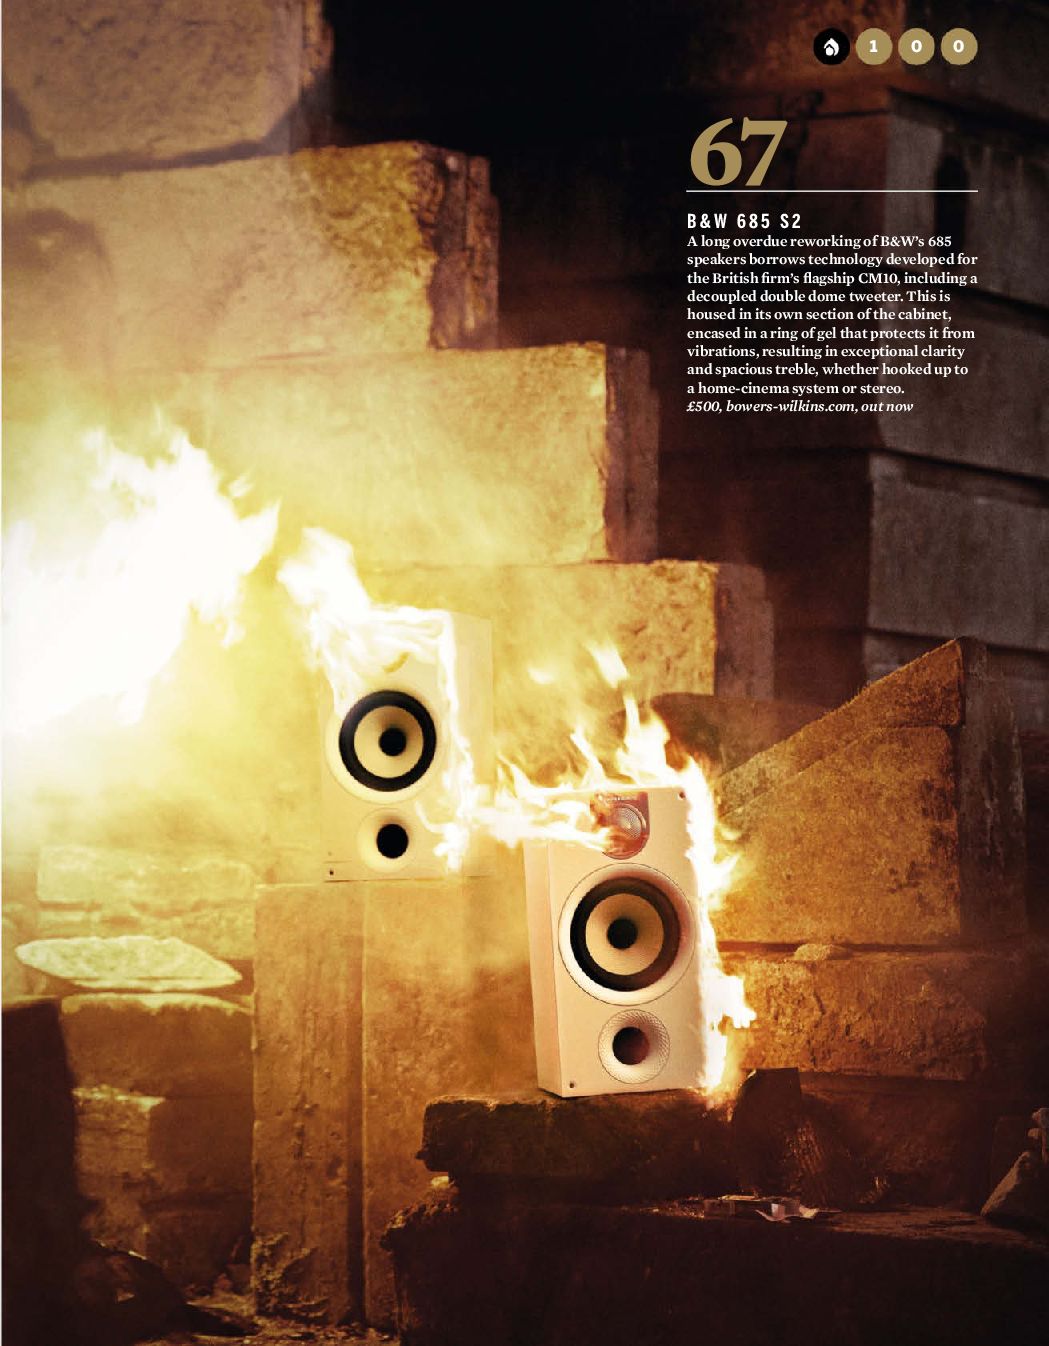 1 0 0
67
B&W 685 S2
A long overdue reworking of B&W's 685
speakers borrows technology developed for
the British firm's flagship CM10, including a
decoupled double dome tweeter. This is
housed in its own section of the cabinet,
encased in a ring of gel that protects it from
vibrations, resulting in exceptional clarity
and spacious treble, whether hooked up to
a home-cinema system or stereo.
£500, bowers-wilkins.com, out now